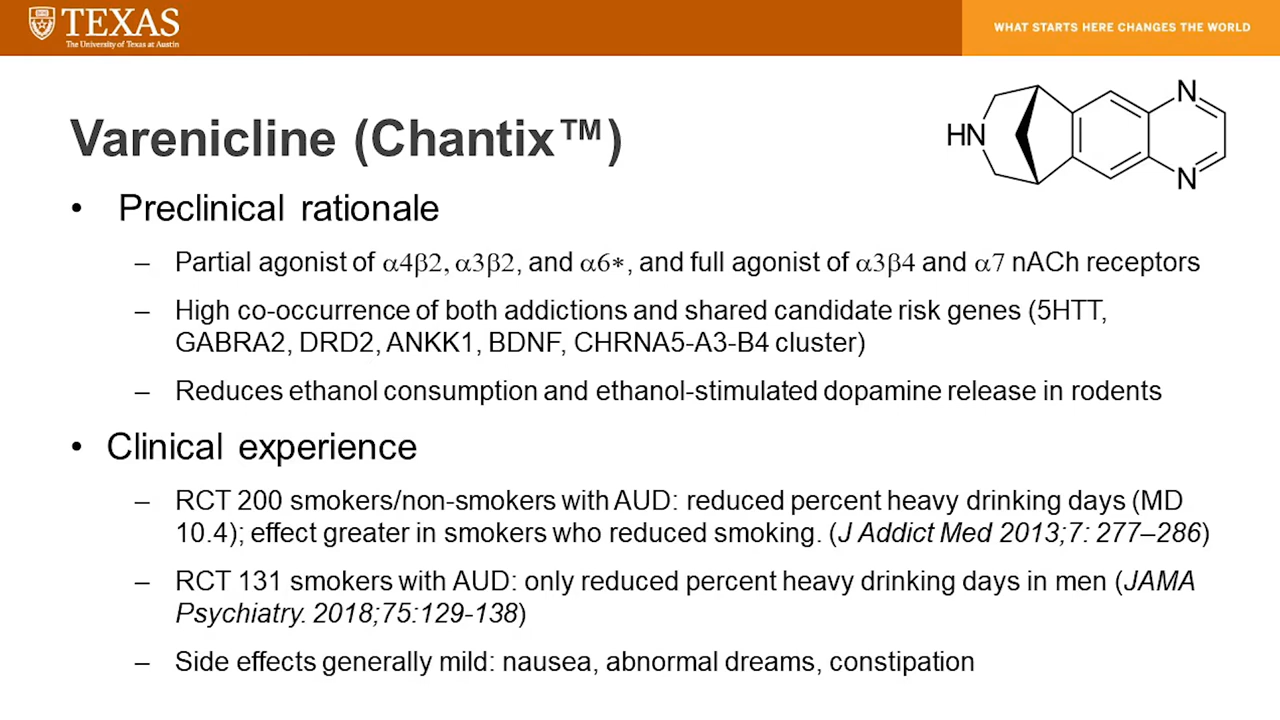 TEXAS
The University of Texas at Austin
WHAT STARTS HERE CHANGES THE WORLD
Varenicline (Chantix™)
HN
N
N
• Preclinical rationale
– Partial agonist of α4β2, α3β2, and α6*, and full agonist of α3β4 and α7 nACh receptors
– High co-occurrence of both addictions and shared candidate risk genes (5HTT,
GABRA2, DRD2, ANKK1, BDNF, CHRNA5-A3-B4 cluster)
– Reduces ethanol consumption and ethanol-stimulated dopamine release in rodents
• Clinical experience
– RCT 200 smokers/non-smokers with AUD: reduced percent heavy drinking days (MD
10.4); effect greater in smokers who reduced smoking. (J Addict Med 2013;7: 277–286)
– RCT 131 smokers with AUD: only reduced percent heavy drinking days in men (JAMA
Psychiatry. 2018;75:129-138)
– Side effects generally mild: nausea, abnormal dreams, constipation